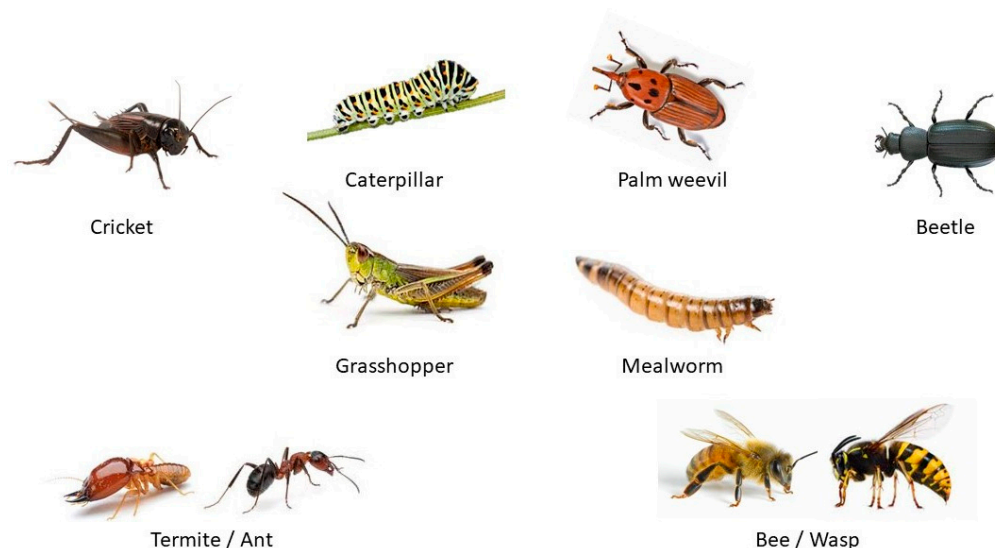 Caterpillar
Palm weevil
Cricket
Beetle
Grasshopper
Mealworm
Termite / Ant
Bee / Wasp